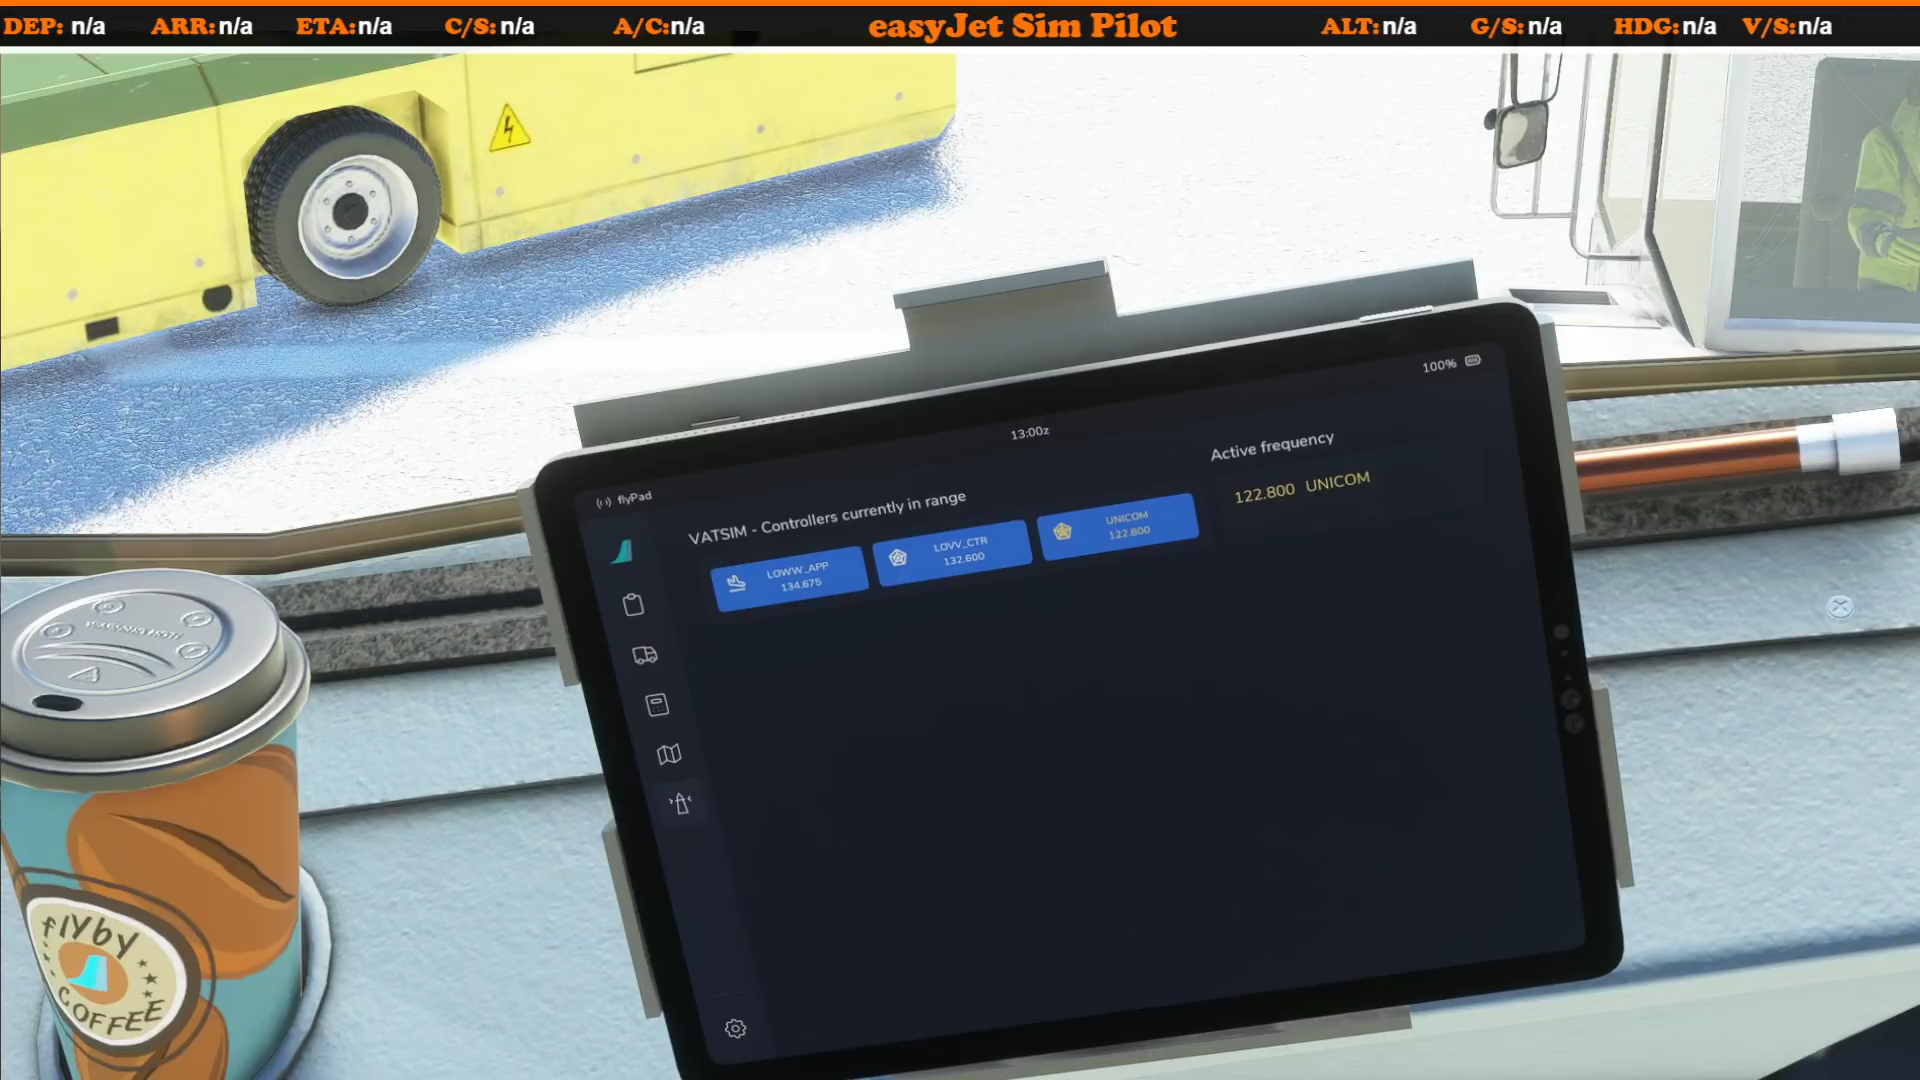 DEP: n/a ARR: n/a ETA: n/a C/S: n/a A/C: n/a easyJet Sim Pilot ALT: n/a G/S: n/a HDG: n/a V/S: n/a
100%
13:00z
flyPad
VATSIM - Controllers currently in range
LOWW_APP
134.675
LOVV_CTR
132.600
UNICOM
122.800
Active frequency
122.800 UNICOM
flyby
COFFEE